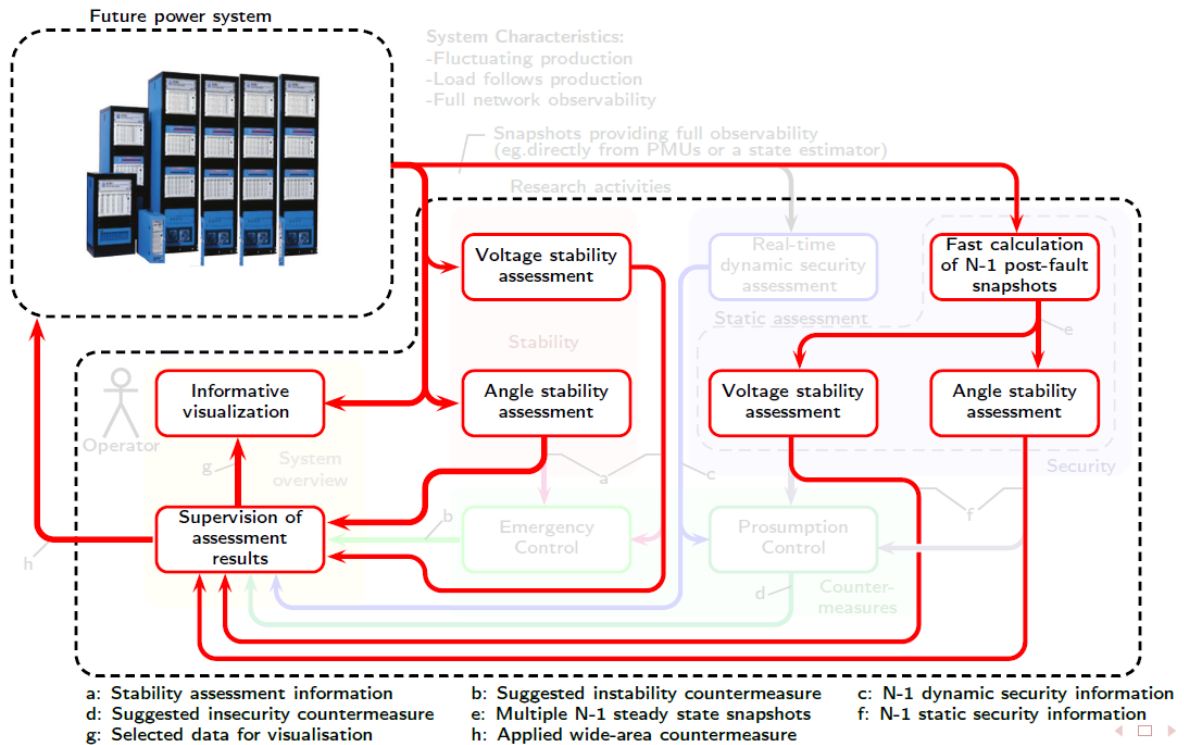 Future power system
System Characteristics:
-Fluctuating production
-Load follows production
-Full network observability
Snapshots providing full observability
(eg.directly from PMUs or a state estimator)
Research activities
Voltage stability
assessment
Real-time
dynamic security
assessment
Fast calculation
of N-1 post-fault
snapshots
Static assessment
e
Stability
Operator
Informative
visualization
Angle stability
assessment
Voltage stability
assessment
Angle stability
assessment
g
System
overview
a
c
Security
Supervision of
assessment
results
b
Emergency
Control
Prosumption
Control
f
h
d
Counter-
measures
a: Stability assessment information
b: Suggested instability countermeasure
c: N-1 dynamic security information
d: Suggested insecurity countermeasure
e: Multiple N-1 steady state snapshots
f: N-1 static security information
g: Selected data for visualisation
h: Applied wide-area countermeasure